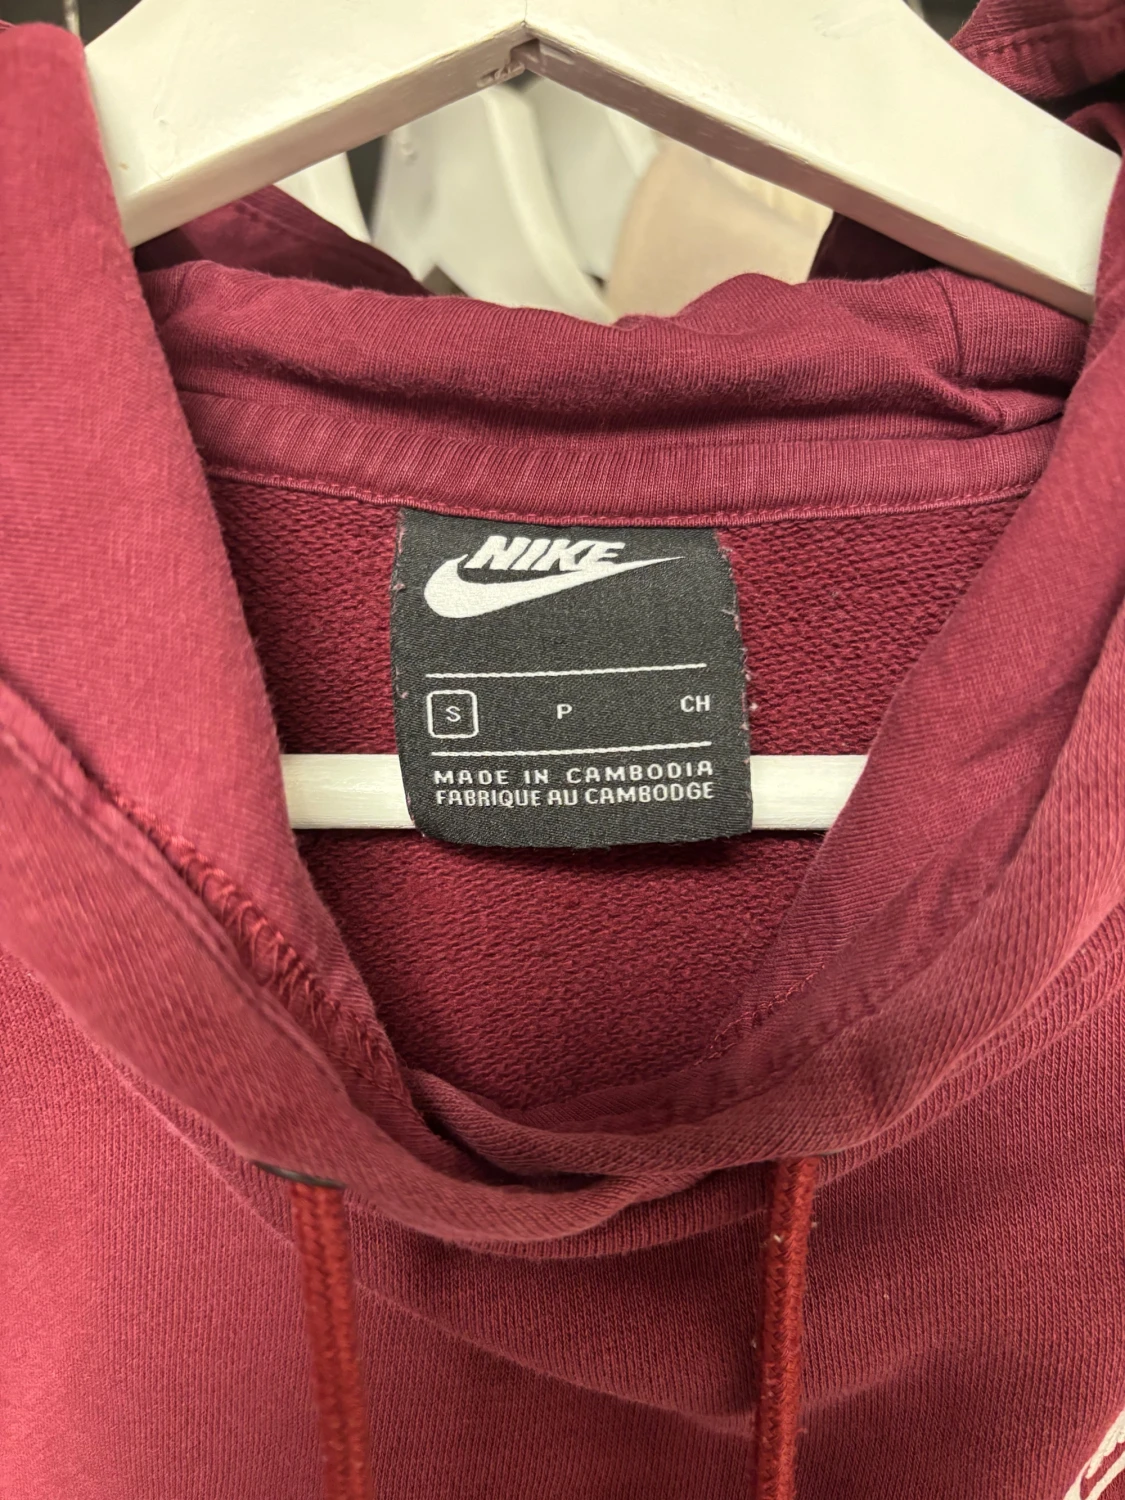 NIKE
S P CH
MADE IN CAMBODIA
FABRIQUE AU CAMBODGE